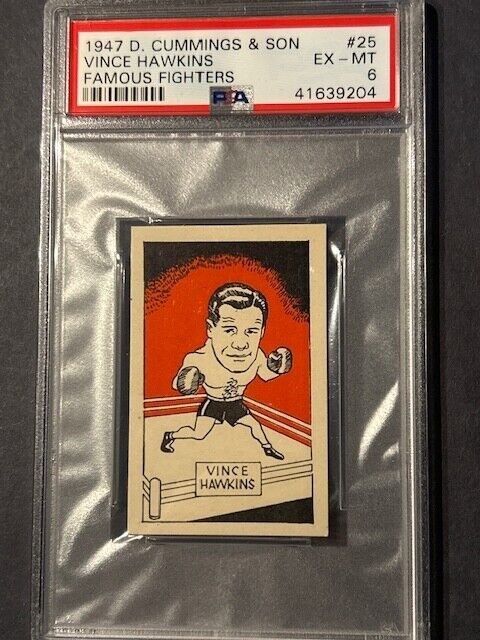 1947 D. CUMMINGS & SON #25
VINCE HAWKINS EX - MT
FAMOUS FIGHTERS 6
PSA 41639204
VINCE
HAWKINS